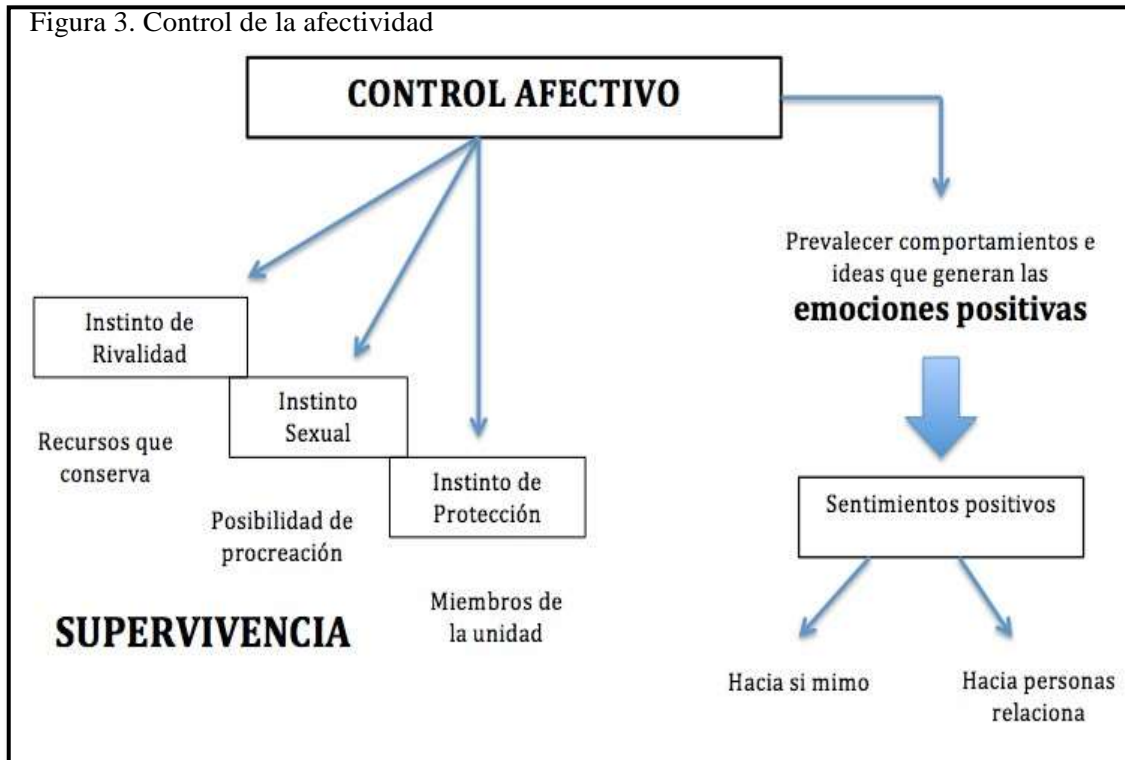 Figura 3. Control de la afectividad
CONTROL AFECTIVO
Instinto de
Rivalidad
Recursos que
conserva
Instinto
Sexual
Posibilidad de
procreación
Instinto de
Protección
Miembros de
la unidad
SUPERVIVENCIA
Prevalecer comportamientos e
ideas que generan las
emociones positivas
Sentimientos positivos
Hacia si mimo
Hacia personas
relaciona